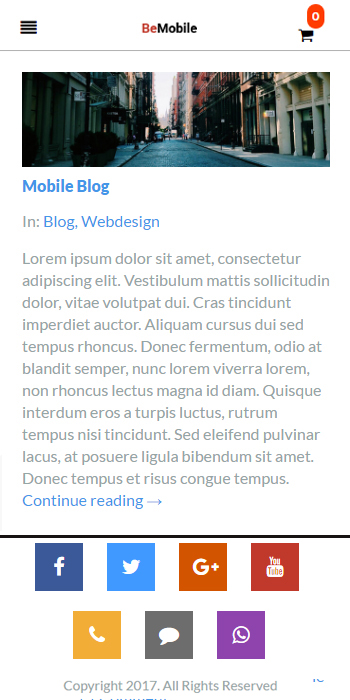 0
BeMobile
Mobile Blog
In: Blog, Webdesign
Lorem ipsum dolor sit amet, consectetur
adipiscing elit. Vestibulum mattis sollicitudin
dolor, vitae volutpat dui. Cras tincidunt
imperdiet auctor. Aliquam cursus dui sed
tempus rhoncus. Donec fermentum, odio at
blandit semper, nunc lorem viverra lorem,
non rhoncus lectus magna id diam. Quisque
interdum eros a turpis luctus, rutrum
tempus nisi tincidunt. Sed eleifend pulvinar
lacus, at posuere ligula bibendum sit amet.
Donec tempus et risus congue tempus.
Continue reading →
f G+ You Tube
Copyright 2017. All Rights Reserved